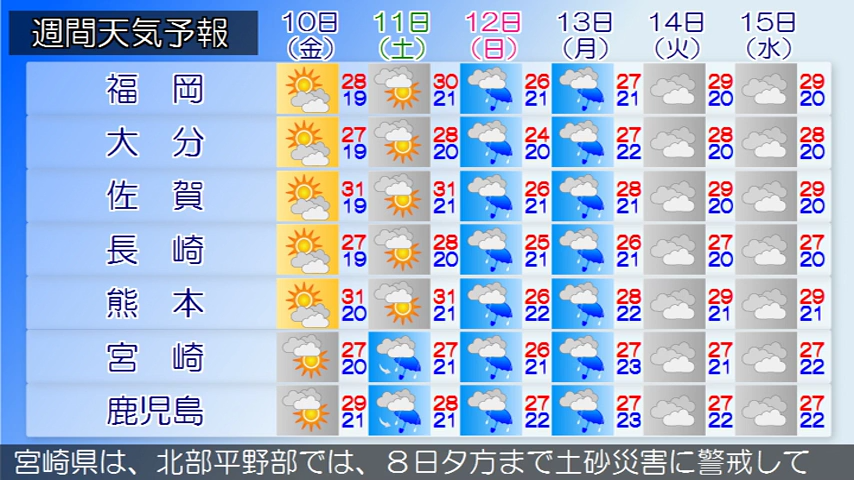 週間天気予報 10日 11日 12日 13日 14日 15日
(金) (土) (日) (月) (火) (水)
福岡 28 30 26 27 29 29
19 21 21 21 20 20
大分 27 28 24 27 28 28
19 20 20 22 20 20
佐賀 31 31 26 28 29 29
19 21 21 21 20 20
長崎 27 28 25 26 27 27
19 20 21 21 20 20
熊本 31 31 26 28 29 29
20 21 22 22 21 21
宮崎 27 27 26 27 27 27
20 21 21 23 21 22
鹿児島 29 28 27 27 27 27
21 21 22 23 22 22
宮崎県は、北部平野部では、8日夕方まで土砂災害に警戒して